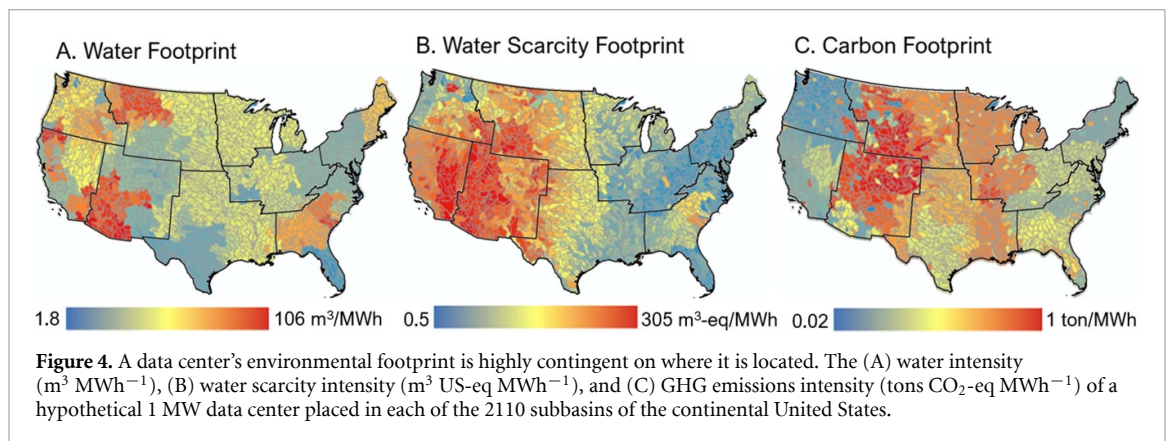 A. Water Footprint
B. Water Scarcity Footprint
C. Carbon Footprint
1.8
106 m³/MWh
0.5
305 m³-eq/MWh
0.02
1 ton/MWh
Figure 4. A data center's environmental footprint is highly contingent on where it is located. The (A) water intensity
(m³ MWh⁻¹), (B) water scarcity intensity (m³ US-eq MWh⁻¹), and (C) GHG emissions intensity (tons CO₂-eq MWh⁻¹) of a
hypothetical 1 MW data center placed in each of the 2110 subbasins of the continental United States.